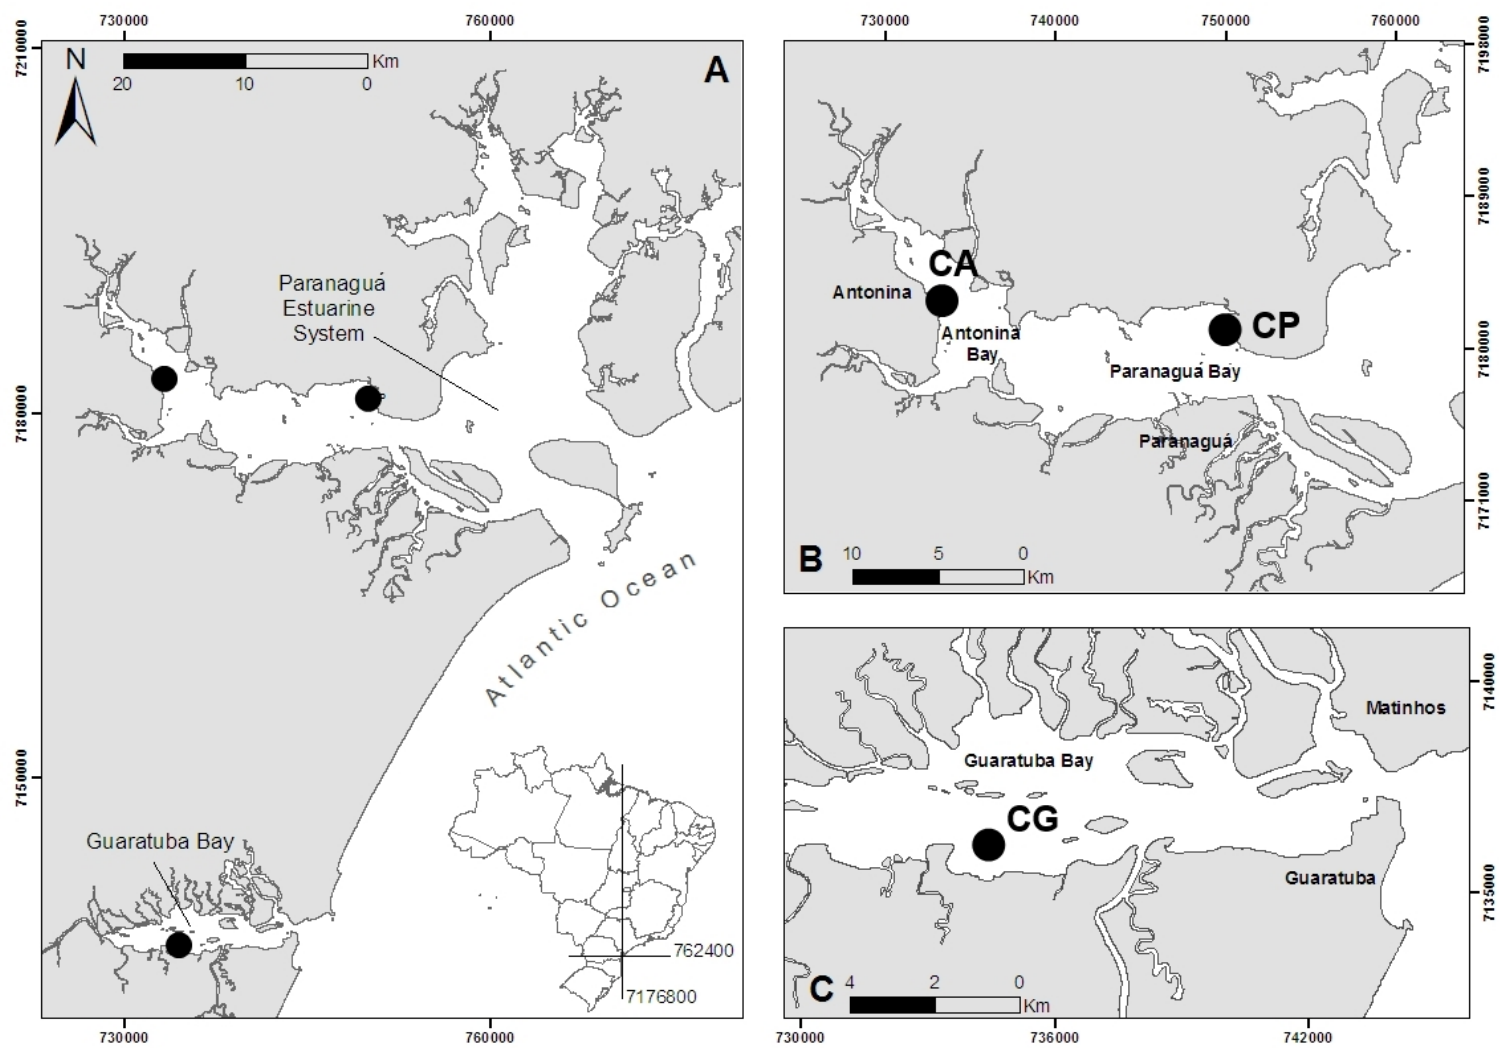 730000
760000
7210000
7180000
7150000
N
Km
20
10
0
A
Paranaguá
Estuarine
System
Atlantic Ocean
Guaratuba Bay
762400
7176800
730000
760000
730000
740000
750000
760000
7198000
7189000
7180000
7171000
CA
Antonina
Antonina
Bay
CP
Paranaguá Bay
Paranaguá
B
10
5
0
Km
7140000
7135000
Matinhos
Guaratuba Bay
CG
Guaratuba
C
4
2
0
Km
730000
736000
742000